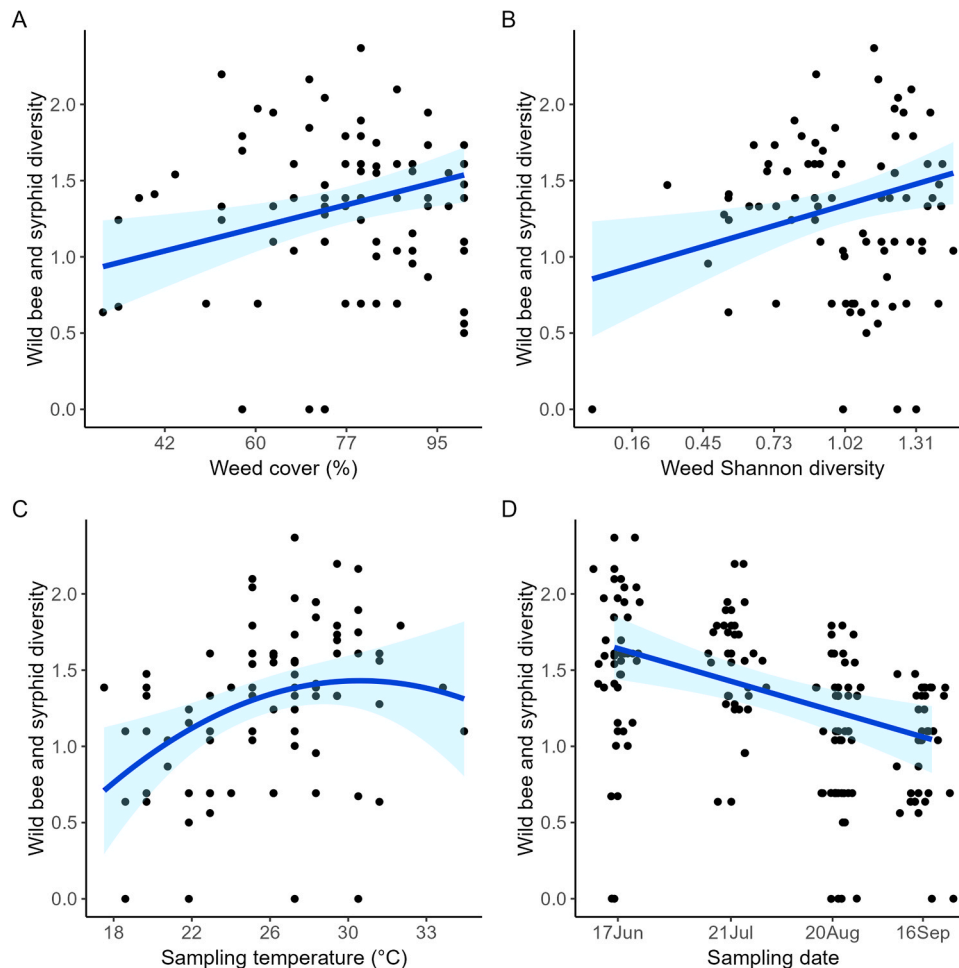 A
Wild bee and syrphid diversity
2.0
1.5
1.0
0.5
0.0
42 60 77 95
Weed cover (%)
B
Wild bee and syrphid diversity
2.0
1.5
1.0
0.5
0.0
0.16 0.45 0.73 1.02 1.31
Weed Shannon diversity
C
Wild bee and syrphid diversity
2.0
1.5
1.0
0.5
0.0
18 22 26 30 33
Sampling temperature (°C)
D
Wild bee and syrphid diversity
2.0
1.5
1.0
0.5
0.0
17Jun 21Jul 20Aug 16Sep
Sampling date